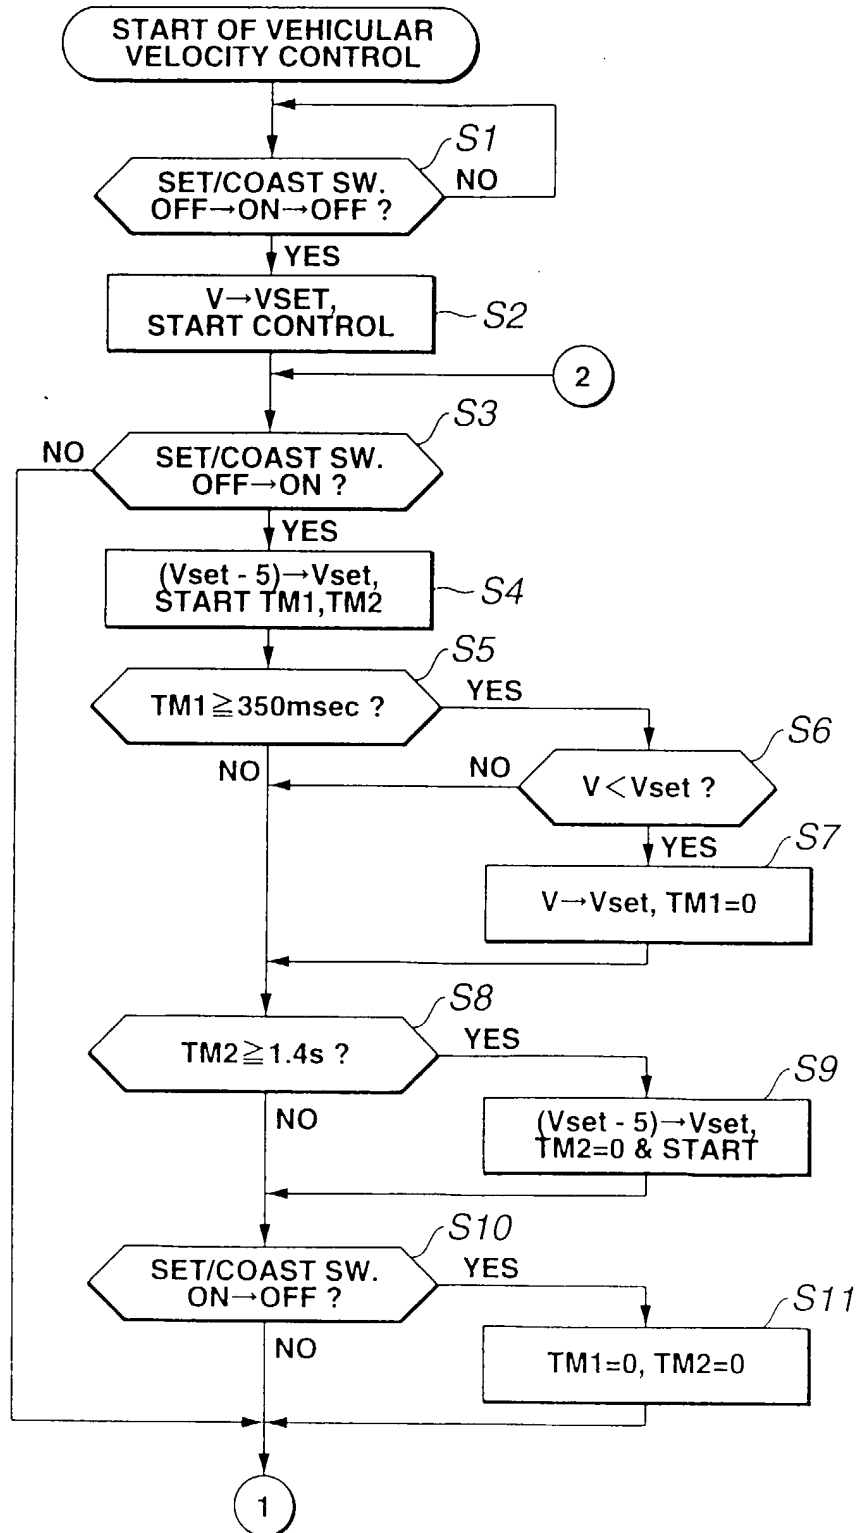 START OF VEHICULAR
VELOCITY CONTROL
S1
SET/COAST SW.
OFF→ON→OFF ?
NO
YES
V→VSET,
START CONTROL
S2
2
S3
NO
SET/COAST SW.
OFF→ON ?
YES
(Vset - 5)→Vset,
START TM1,TM2
S4
S5
TM1≧350msec ?
YES
NO
S6
NO
V<Vset ?
YES
S7
V→Vset, TM1=0
S8
TM2≧1.4s ?
YES
NO
S9
(Vset - 5)→Vset,
TM2=0 & START
S10
SET/COAST SW.
ON→OFF ?
YES
NO
S11
TM1=0, TM2=0
1